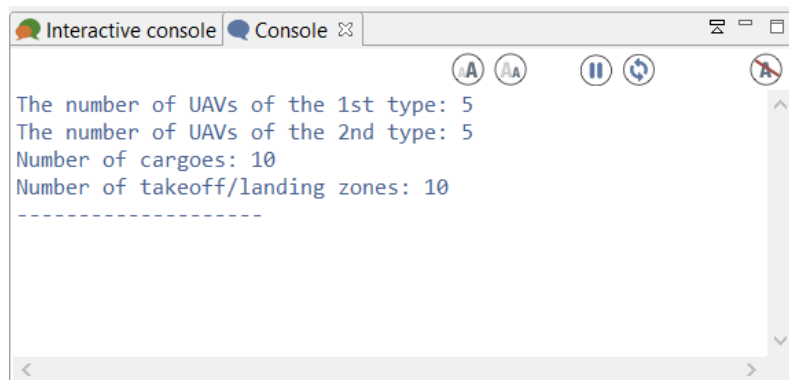 Interactive console Console
The number of UAVs of the 1st type: 5
The number of UAVs of the 2nd type: 5
Number of cargoes: 10
Number of takeoff/landing zones: 10
--------------------